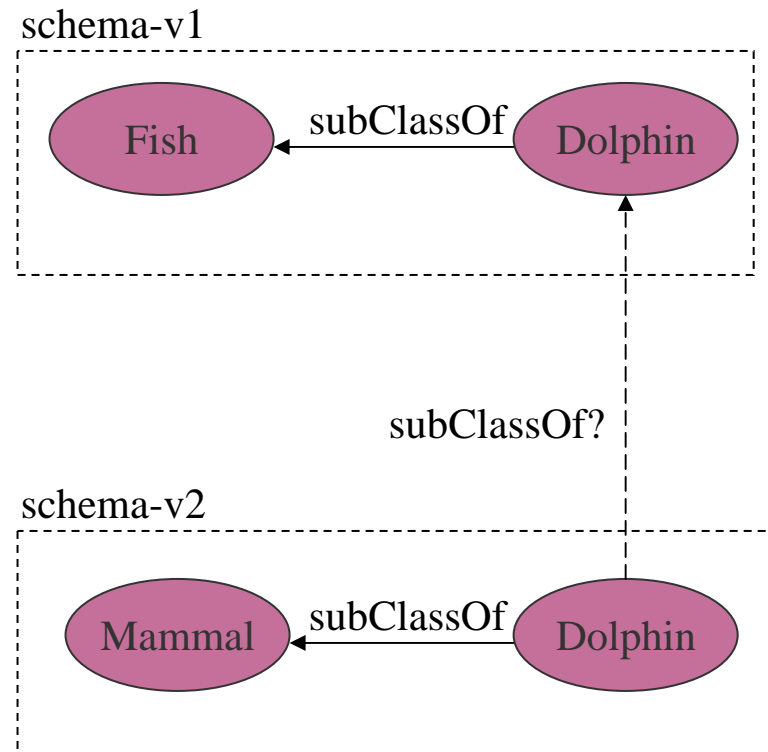 schema-v1
Fish
subClassOf
Dolphin
subClassOf?
schema-v2
Mammal
subClassOf
Dolphin